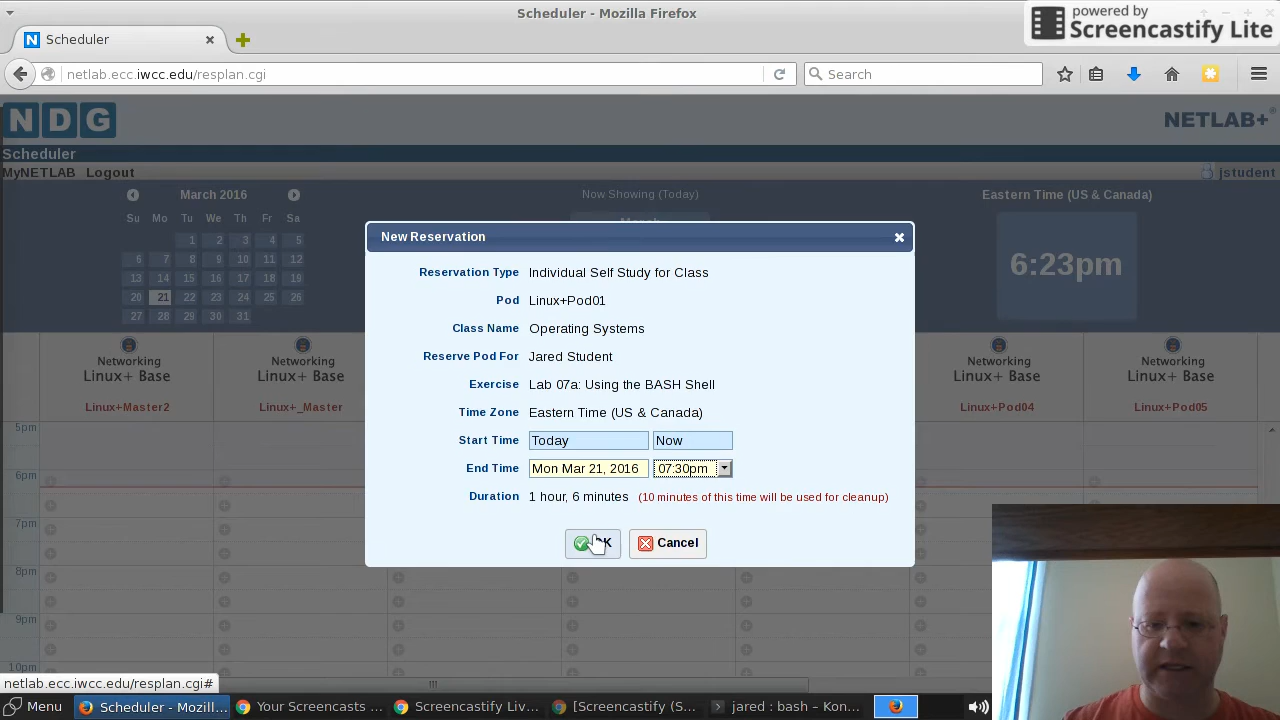 Scheduler - Mozilla Firefox
powered by
Screencastify Lite
Scheduler
netlab.ecc.iwcc.edu/resplan.cgi
Search
NDG
NETLAB+
Scheduler
MyNETLAB Logout
jstudent
March 2016
Now Showing (Today)
Eastern Time (US & Canada)
Su Mo Tu We Th Fr Sa
1 2 3 4 5
6 7 8 9 10 11 12
13 14 15 16 17 18 19
20 21 22 23 24 25 26
27 28 29 30 31
6:23pm
New Reservation
Reservation Type Individual Self Study for Class
Pod Linux+Pod01
Class Name Operating Systems
Reserve Pod For Jared Student
Exercise Lab 07a: Using the BASH Shell
Time Zone Eastern Time (US & Canada)
Start Time Today Now
End Time Mon Mar 21, 2016 07:30pm
Duration 1 hour, 6 minutes (10 minutes of this time will be used for cleanup)
Cancel
Networking
Linux+ Base
Linux+Master2
Networking
Linux+ Base
Linux+_Master
Networking
Linux+ Base
Linux+Pod04
Networking
Linux+ Base
Linux+Pod05
5pm
6pm
7pm
8pm
9pm
10pm
netlab.ecc.iwcc.edu/resplan.cgi#
Menu
Scheduler - Mozill...
Your Screencasts ...
Screencastify Liv...
[Screencastify (S...
jared : bash – Kon...